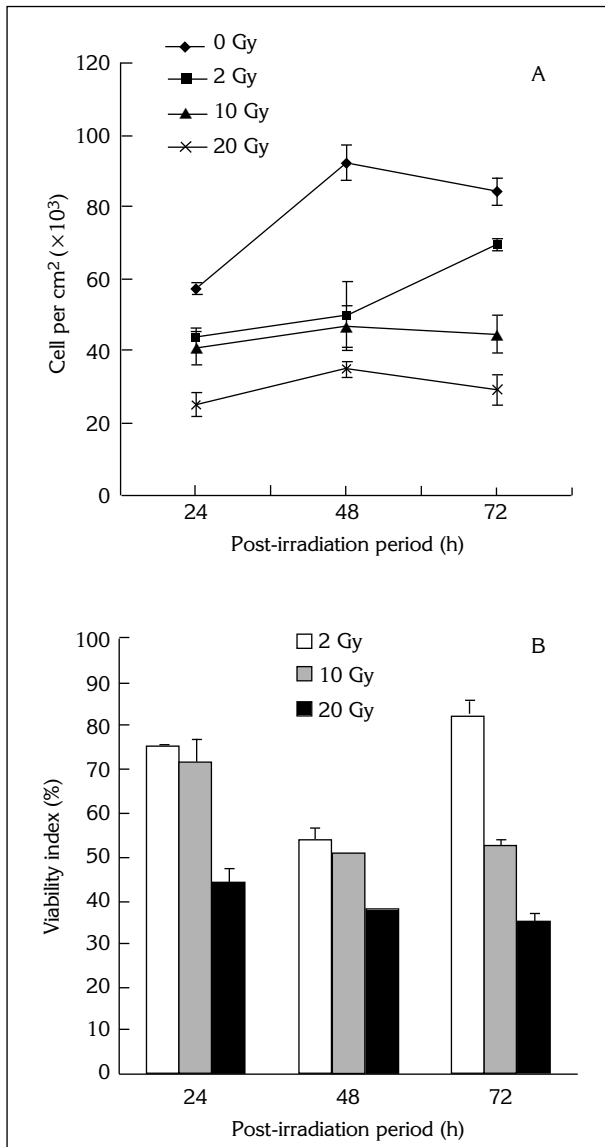 0 Gy
2 Gy
10 Gy
20 Gy
A
120
100
80
60
40
20
0
Cell per cm² (×10³)
24 48 72
Post-irradiation period (h)
2 Gy
10 Gy
20 Gy
B
100
90
80
70
60
50
40
30
20
10
0
Viability index (%)
24 48 72
Post-irradiation period (h)